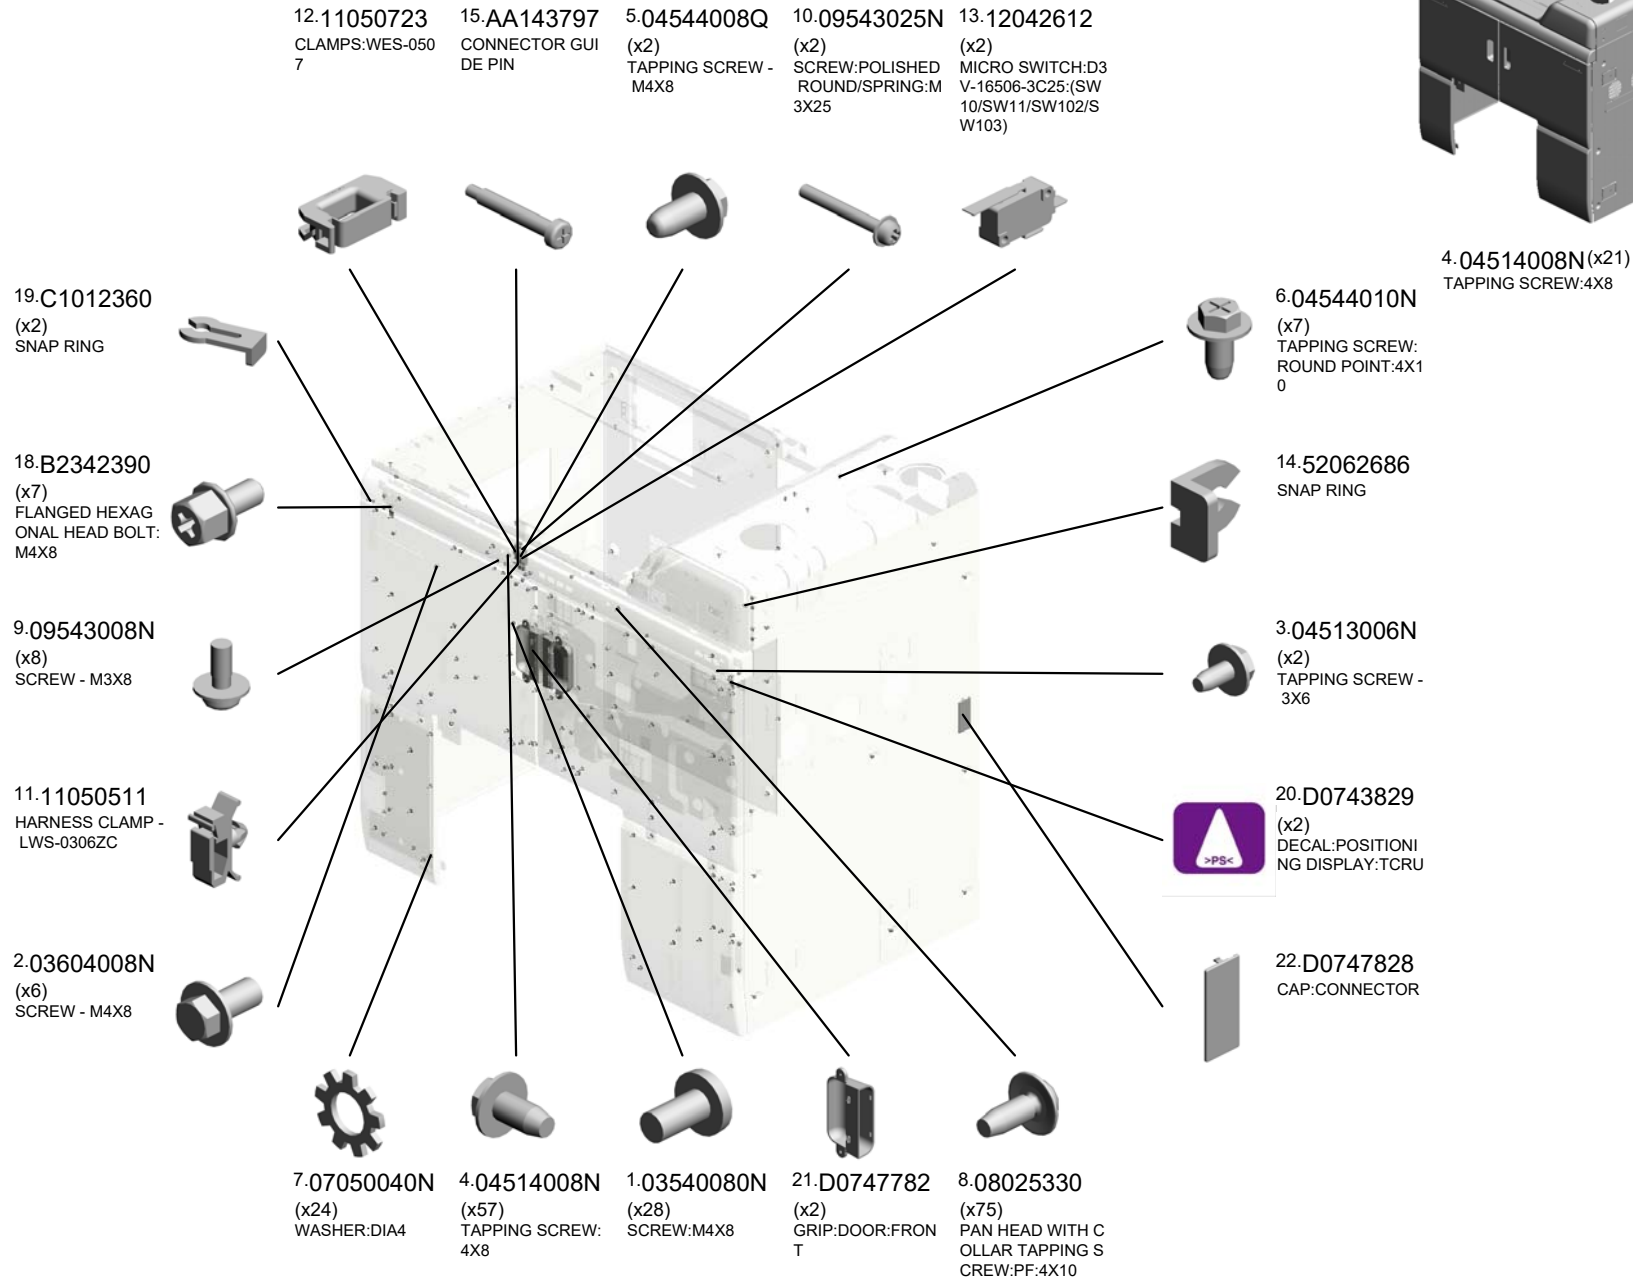 12.11050723
CLAMPS:WES-050
7
15.AA143797
CONNECTOR GUI
DE PIN
5.04544008Q
(x2)
TAPPING SCREW -
M4X8
10.09543025N
(x2)
SCREW:POLISHED
ROUND/SPRING:M
3X25
13.12042612
(x2)
MICRO SWITCH:D3
V-16506-3C25:(SW
10/SW11/SW102/S
W103)
4.04514008N(x21)
TAPPING SCREW:4X8
19.C1012360
(x2)
SNAP RING
6.04544010N
(x7)
TAPPING SCREW:
ROUND POINT:4X1
0
18.B2342390
(x7)
FLANGED HEXAG
ONAL HEAD BOLT:
M4X8
14.52062686
SNAP RING
9.09543008N
(x8)
SCREW - M3X8
3.04513006N
(x2)
TAPPING SCREW -
3X6
11.11050511
HARNESS CLAMP -
LWS-0306ZC
>PS<
20.D0743829
(x2)
DECAL:POSITIONI
NG DISPLAY:TCRU
2.03604008N
(x6)
SCREW - M4X8
22.D0747828
CAP:CONNECTOR
7.07050040N
(x24)
WASHER:DIA4
4.04514008N
(x57)
TAPPING SCREW:
4X8
1.03540080N
(x28)
SCREW:M4X8
21.D0747782
(x2)
GRIP:DOOR:FRON
T
8.08025330
(x75)
PAN HEAD WITH C
OLLAR TAPPING S
CREW:PF:4X10